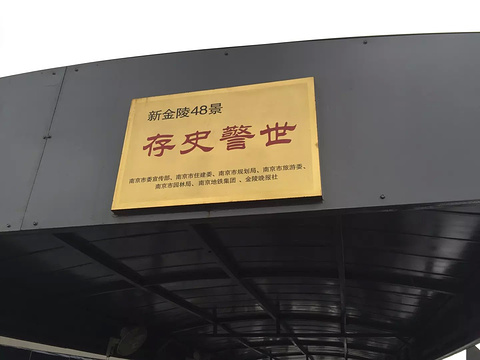 新金陵48景
存史警世
南京市委宣传部、南京市住建委、南京市规划局、南京市旅游委、
南京市园林局、南京地铁集团、金陵晚报社